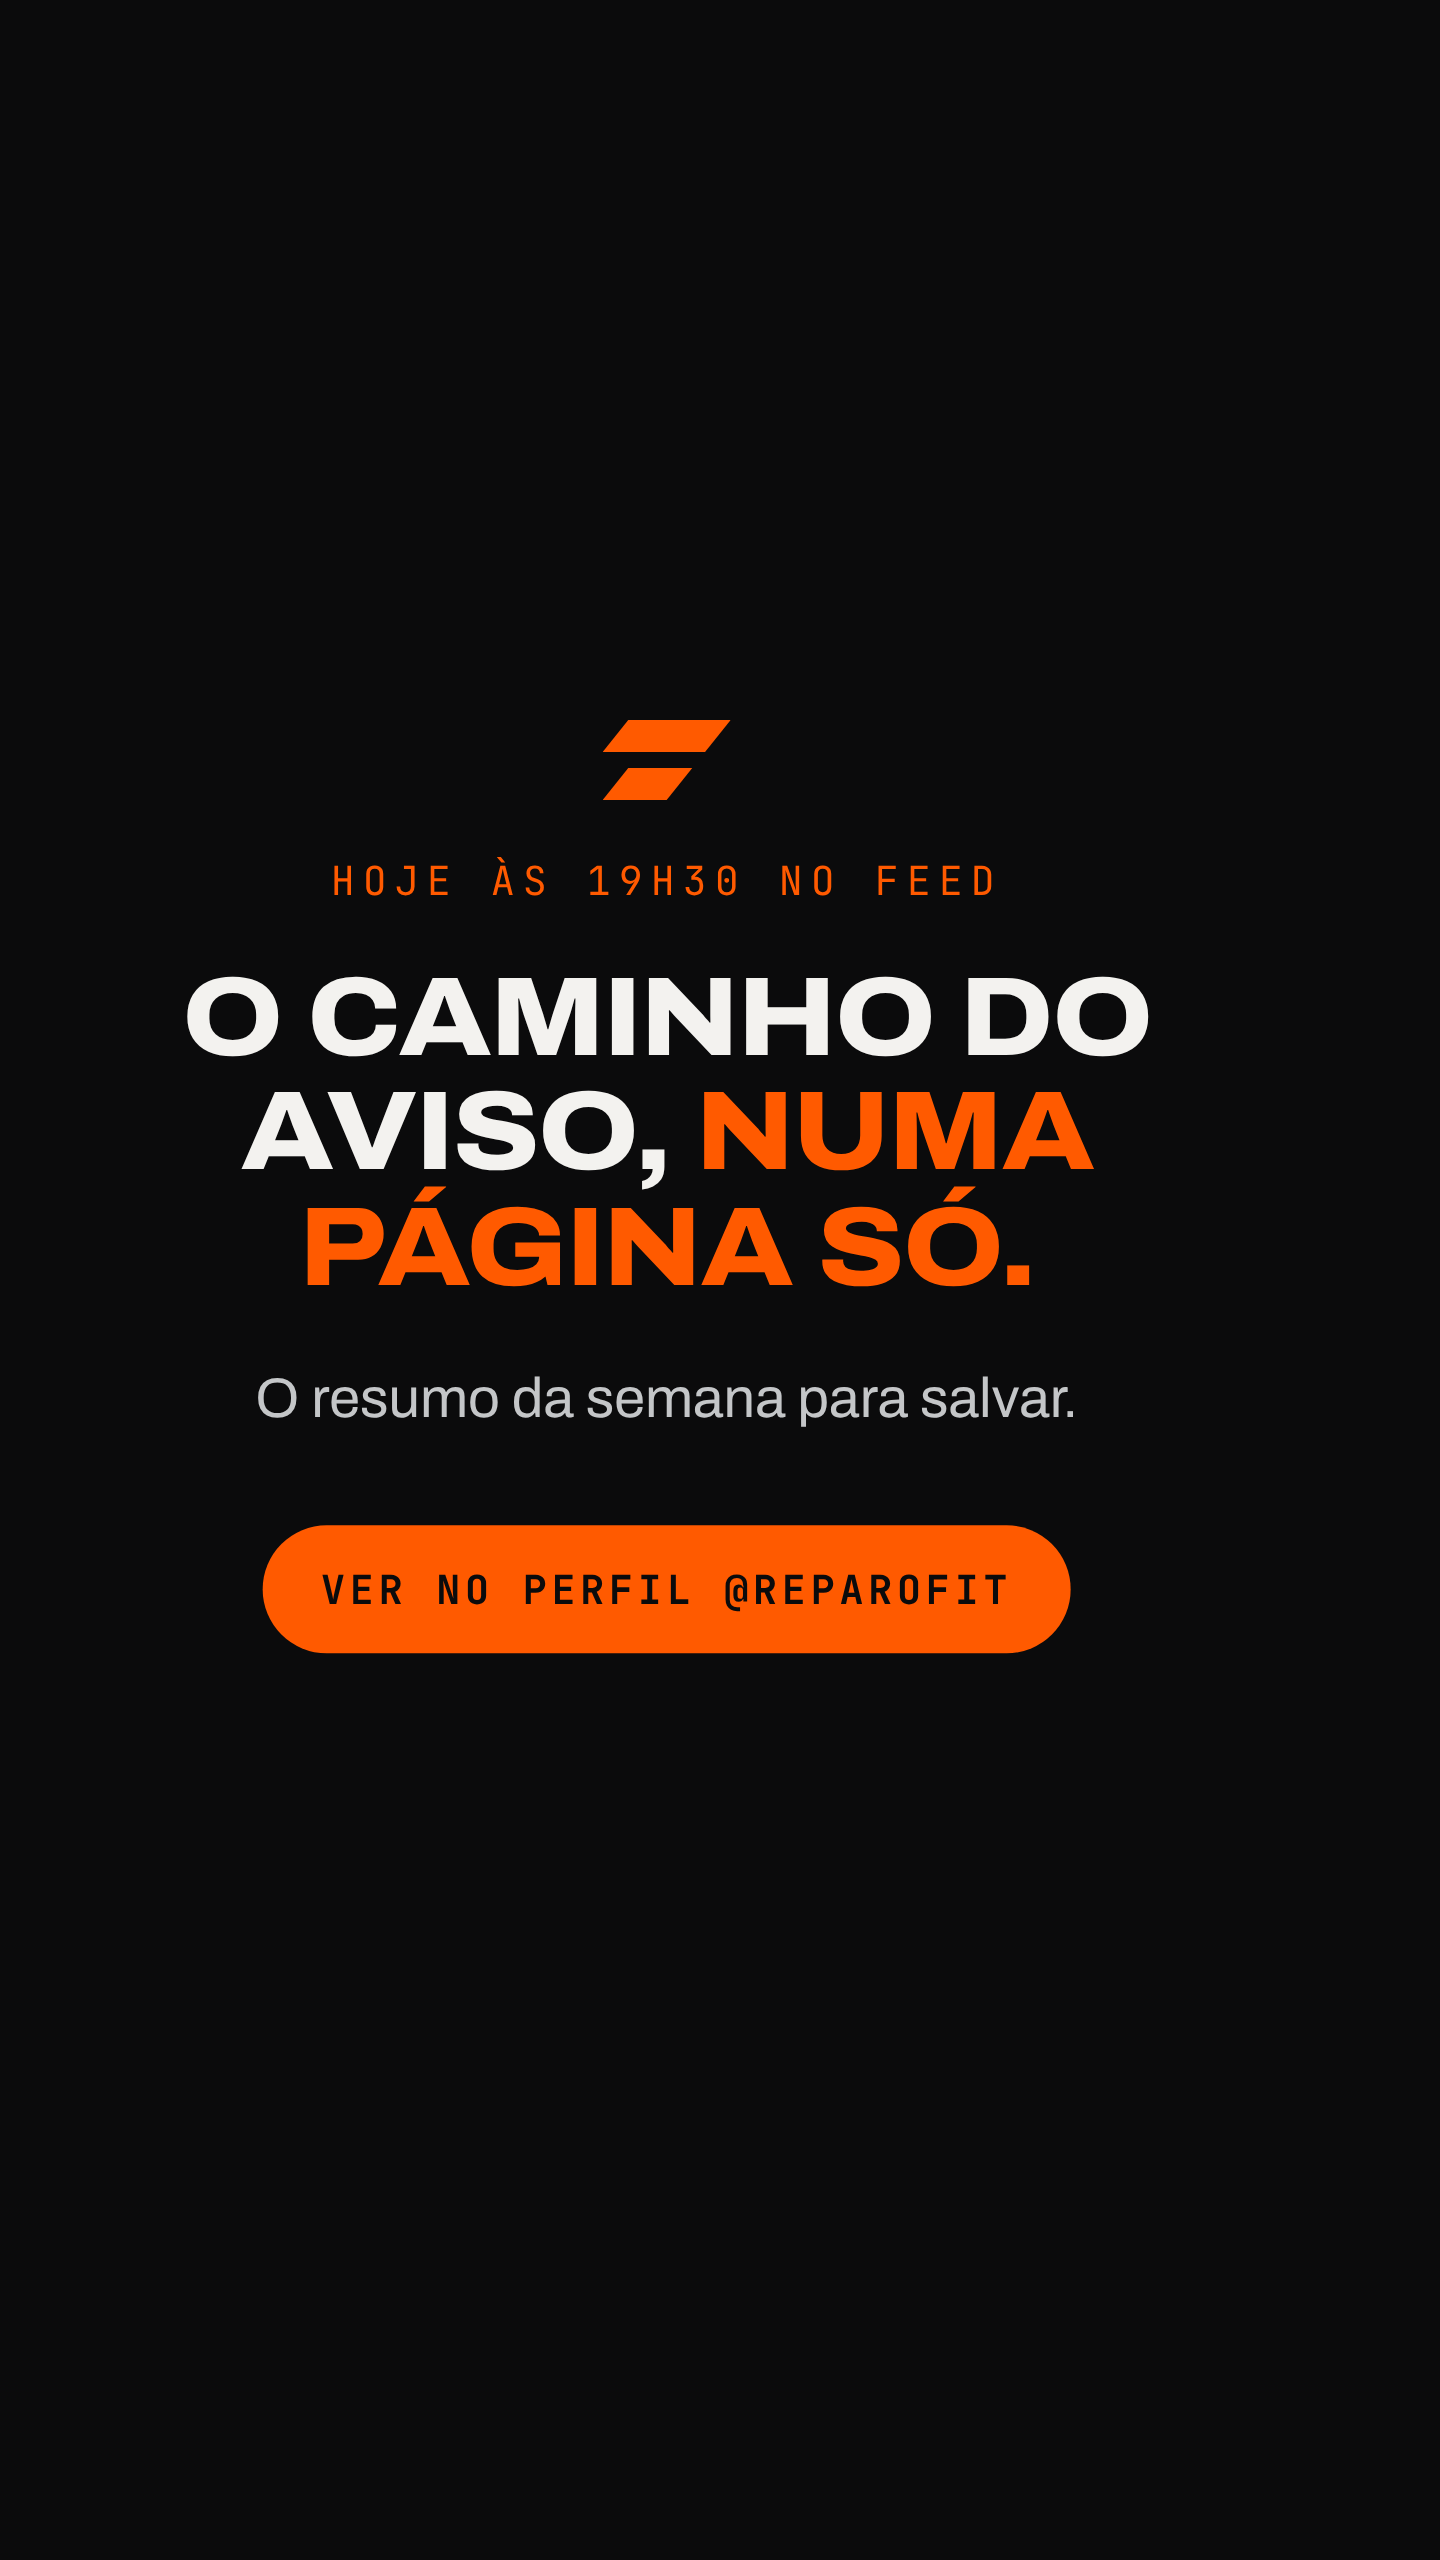 HOJE ÀS 19H30 NO FEED
O CAMINHO DO
AVISO, NUMA
PÁGINA SÓ.
O resumo da semana para salvar.
VER NO PERFIL @REPAROFIT